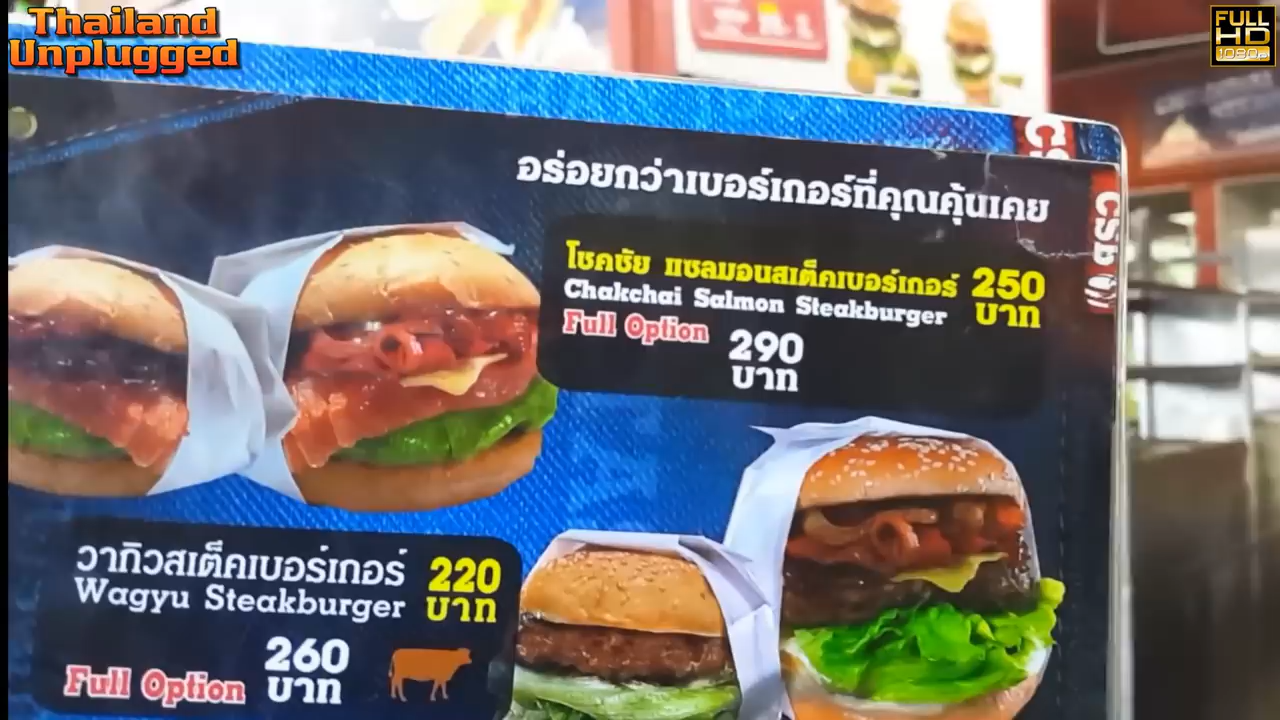 Thailand
Unplugged
FULL
HD
1080p
อร่อยกว่าเบอร์เกอร์ที่คุณคุ้นเคย
โชคชัย แซลมอนสเต็คเบอร์เกอร์ 250 บาท
Chakchai Salmon Steakburger
Full Option 290 บาท
CSb
วากิวสเต็คเบอร์เกอร์ 220 บาท
Wagyu Steakburger
Full Option 260 บาท